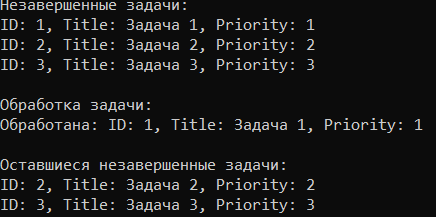 Незавершенные задачи:
ID: 1, Title: Задача 1, Priority: 1
ID: 2, Title: Задача 2, Priority: 2
ID: 3, Title: Задача 3, Priority: 3
Обработка задачи:
Обработана: ID: 1, Title: Задача 1, Priority: 1
Оставшиеся незавершенные задачи:
ID: 2, Title: Задача 2, Priority: 2
ID: 3, Title: Задача 3, Priority: 3